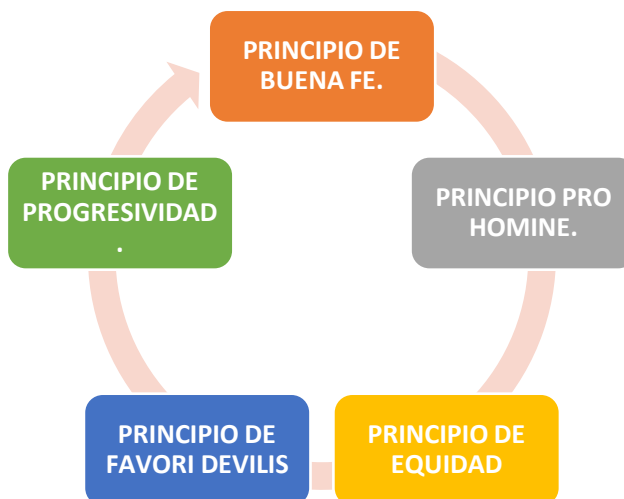 PRINCIPIO DE
BUENA FE.
PRINCIPIO PRO
HOMINE.
PRINCIPIO DE
EQUIDAD
PRINCIPIO DE
FAVORI DEVILIS
PRINCIPIO DE
PROGRESIVIDAD
.